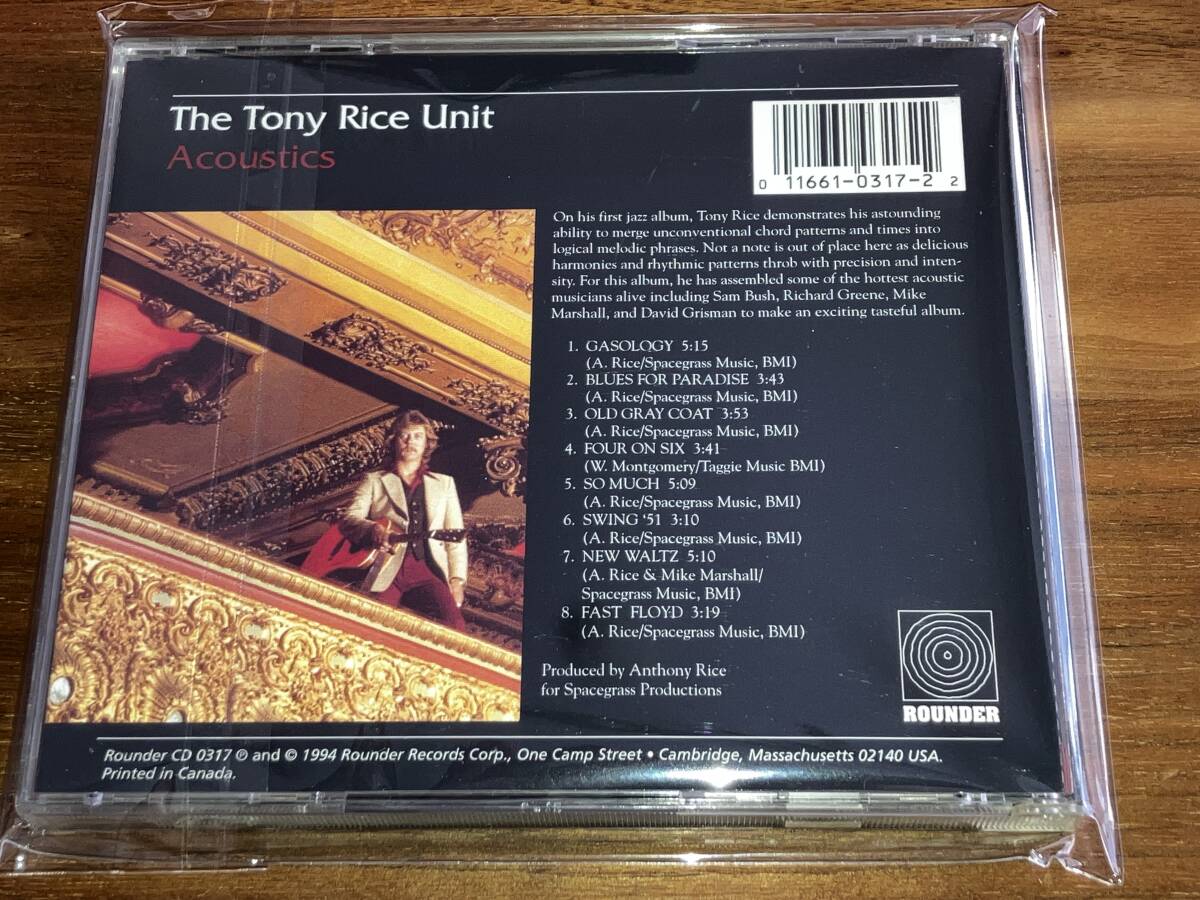 The Tony Rice Unit
Acoustics
0 11661-0317-2 2
On his first jazz album, Tony Rice demonstrates his astounding
ability to merge unconventional chord patterns and times into
logical melodic phrases. Not a note is out of place here as delicious
harmonies and rhythmic patterns throb with precision and inten-
sity. For this album, he has assembled some of the hottest acoustic
musicians alive including Sam Bush, Richard Greene, Mike
Marshall, and David Grisman to make an exciting tasteful album.
1. GASOLOGY 5:15
(A. Rice/Spacegrass Music, BMI)
2. BLUES FOR PARADISE 3:43
(A. Rice/Spacegrass Music, BMI)
3. OLD GRAY COAT 3:53
(A. Rice/Spacegrass Music, BMI)
4. FOUR ON SIX 3:41
(W. Montgomery/Taggie Music BMI)
5. SO MUCH 5:09
(A. Rice/Spacegrass Music, BMI)
6. SWING '51 3:10
(A. Rice/Spacegrass Music, BMI)
7. NEW WALTZ 5:10
(A. Rice & Mike Marshall/
Spacegrass Music, BMI)
8. FAST FLOYD 3:19
(A. Rice/Spacegrass Music, BMI)
Produced by Anthony Rice
for Spacegrass Productions
ROUNDER
Rounder CD 0317 ℗ and © 1994 Rounder Records Corp., One Camp Street • Cambridge, Massachusetts 02140 USA.
Printed in Canada.